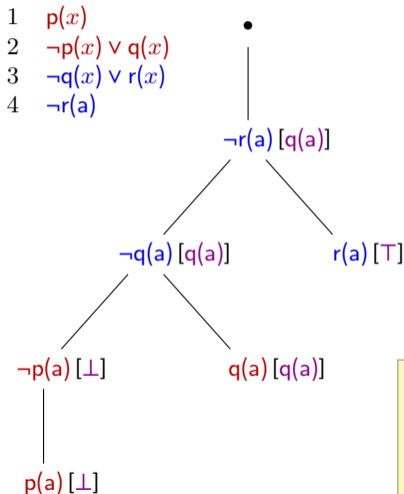 1 p(x)
2 ¬p(x) ∨ q(x)
3 ¬q(x) ∨ r(x)
4 ¬r(a)
¬r(a) [q(a)]
¬q(a) [q(a)] r(a) [⊤]
¬p(a) [⊥] q(a) [q(a)]
p(a) [⊥]